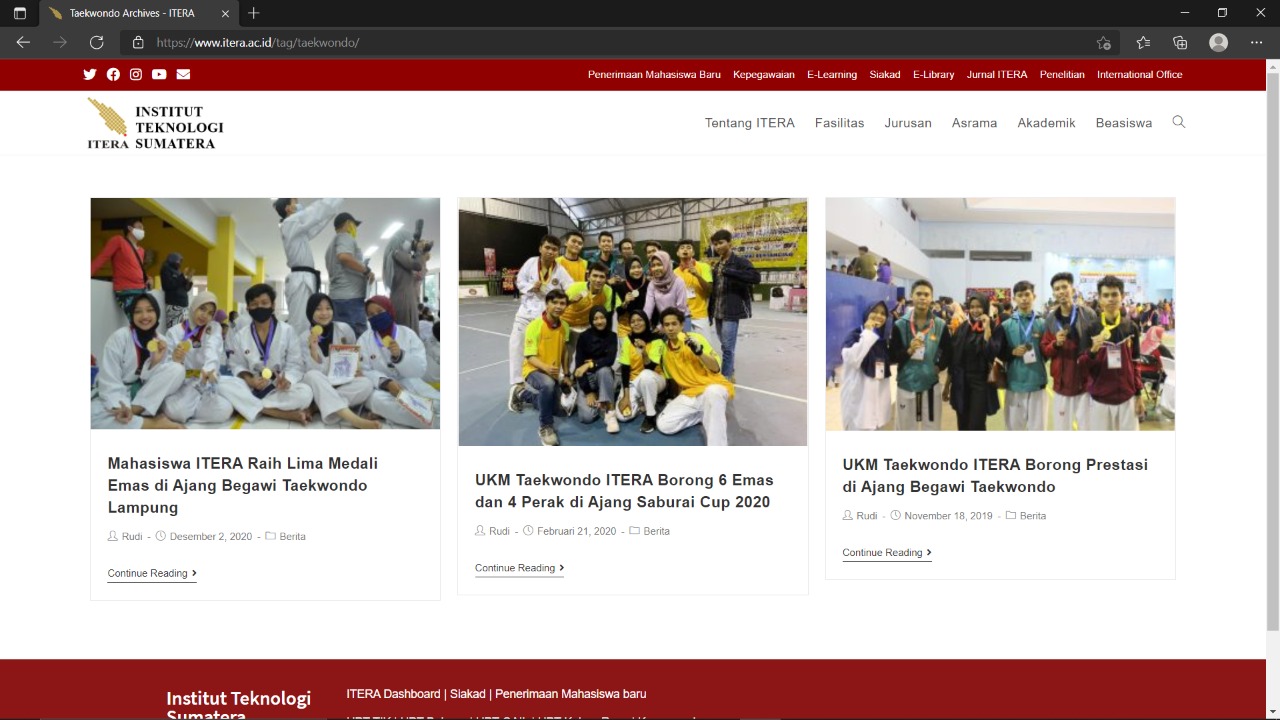 Taekwondo Archives - ITERA
https://www.itera.ac.id/tag/taekwondo/
Penerimaan Mahasiswa Baru Kepegawaian E-Learning Siakad E-Library Jurnal ITERA Penelitian International Office
ITERA
INSTITUT
TEKNOLOGI
SUMATERA
Tentang ITERA Fasilitas Jurusan Asrama Akademik Beasiswa
Mahasiswa ITERA Raih Lima Medali
Emas di Ajang Begawi Taekwondo
Lampung
Rudi - Desember 2, 2020 - Berita
Continue Reading
UKM Taekwondo ITERA Borong 6 Emas
dan 4 Perak di Ajang Saburai Cup 2020
Rudi - Februari 21, 2020 - Berita
Continue Reading
UKM Taekwondo ITERA Borong Prestasi
di Ajang Begawi Taekwondo
Rudi - November 18, 2019 - Berita
Continue Reading
Institut Teknologi
Sumatera
ITERA Dashboard | Siakad | Penerimaan Mahasiswa baru